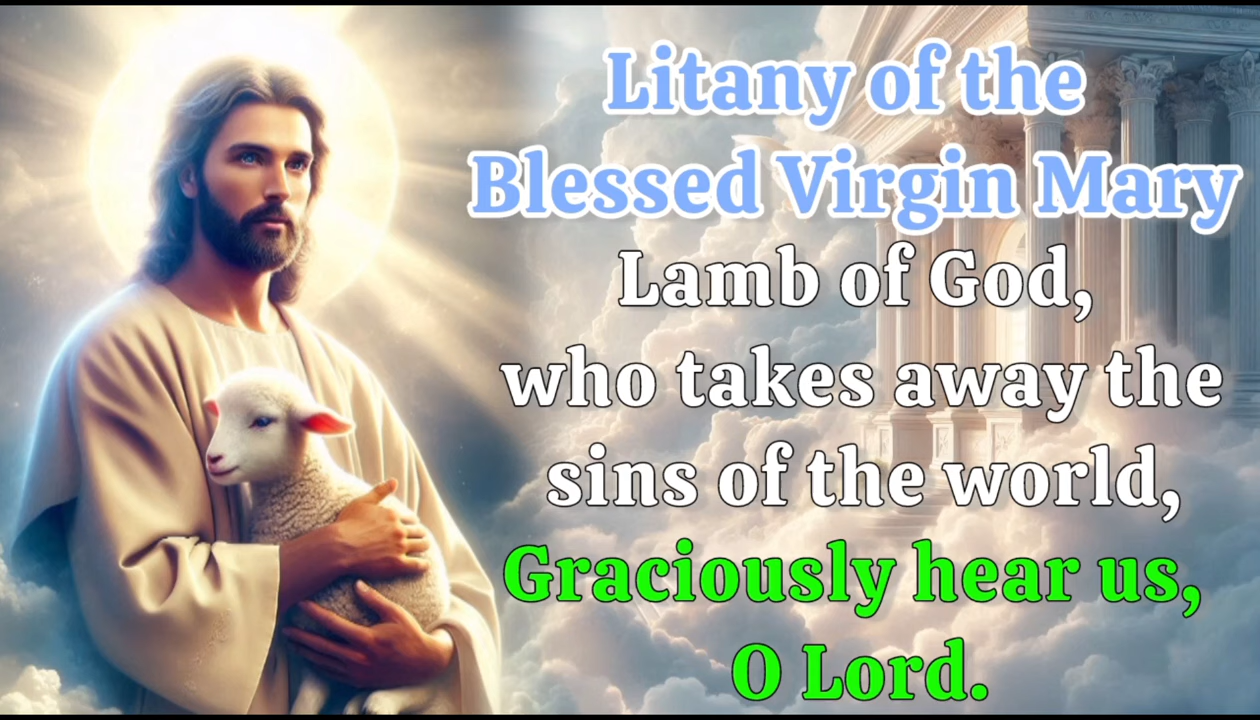 Litany of the
Blessed Virgin Mary
Lamb of God,
who takes away the
sins of the world,
Graciously hear us,
O Lord.